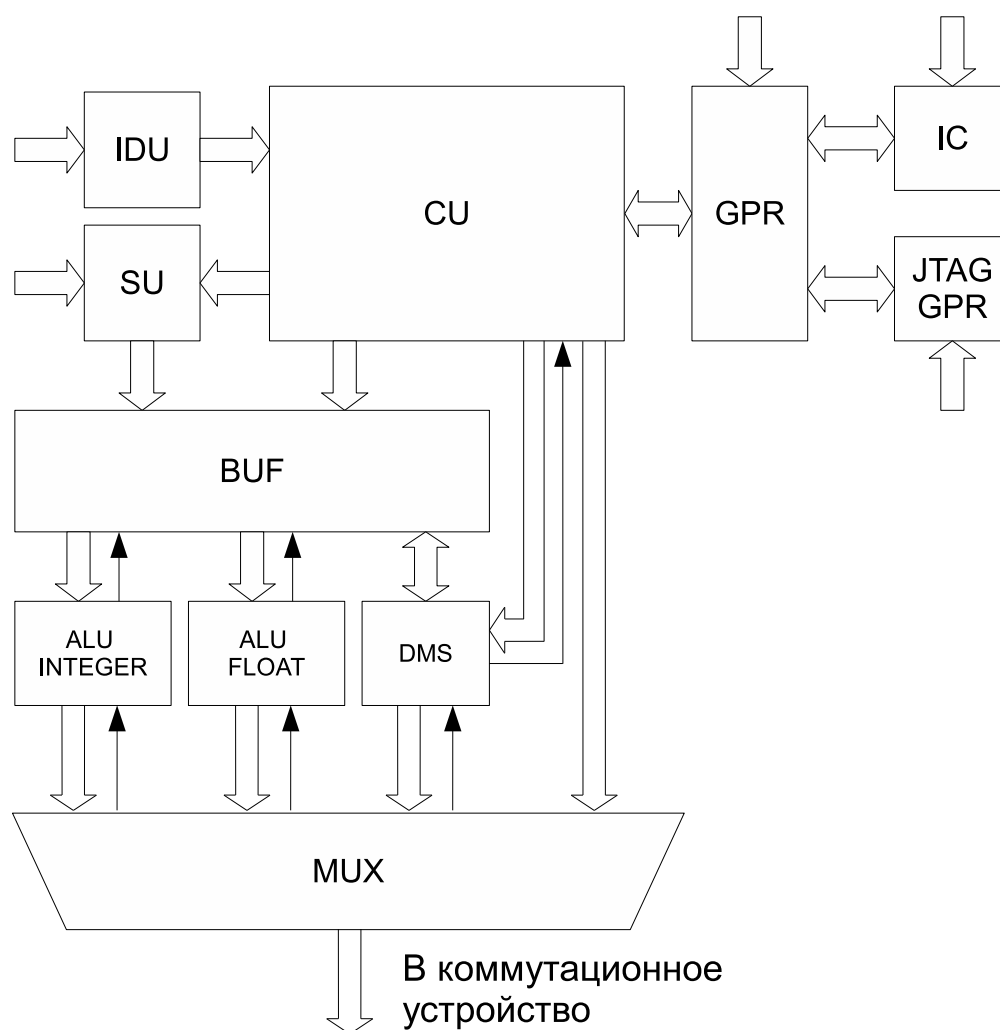 IDU
CU
GPR
IC
SU
JTAG
GPR
BUF
ALU
INTEGER
ALU
FLOAT
DMS
MUX
В коммутационное
устройство